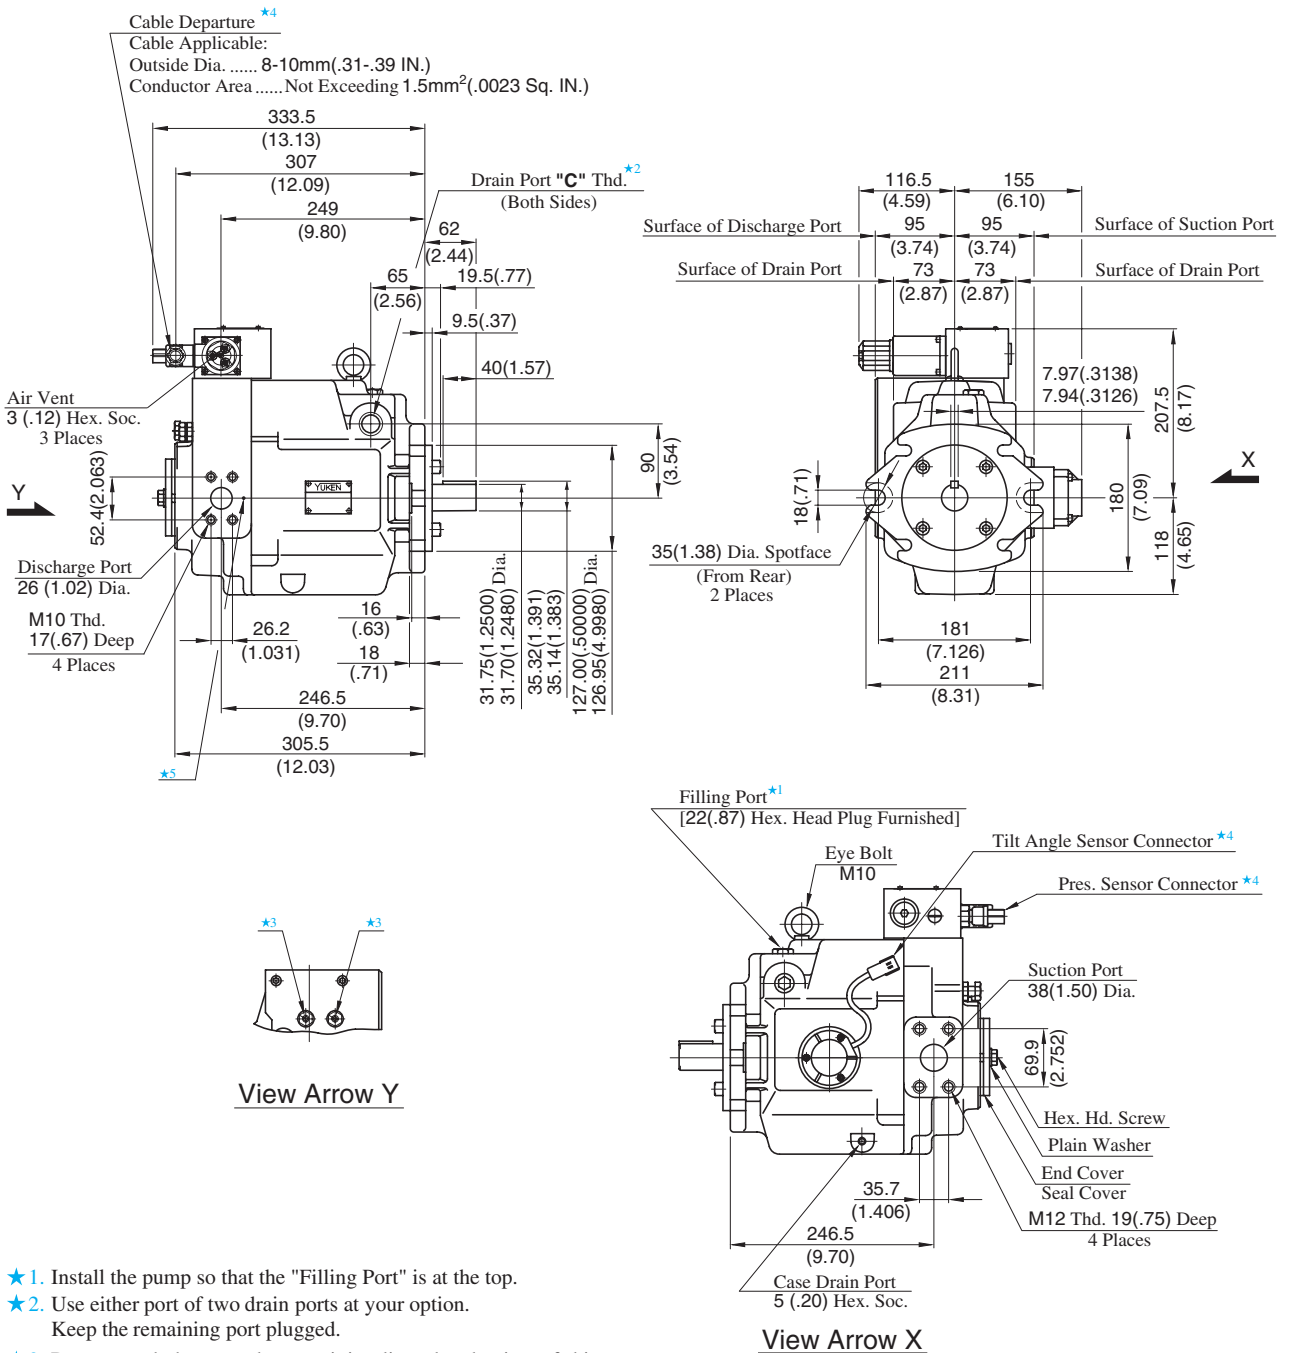 Cable Departure ★4
Cable Applicable:
Outside Dia. ...... 8-10mm(.31-.39 IN.)
Conductor Area ...... Not Exceeding 1.5mm2(.0023 Sq. IN.)
333.5
(13.13)
307
(12.09)
249
(9.80)
Drain Port "C" Thd.★2
(Both Sides)
62
(2.44)
65
(2.56)
19.5(.77)
9.5(.37)
40(1.57)
Air Vent
3 (.12) Hex. Soc.
3 Places
52.4(2.063)
Y
YUKEN
90
(3.54)
Discharge Port
26 (1.02) Dia.
M10 Thd.
17(.67) Deep
4 Places
26.2
(1.031)
16
(.63)
18
(.71)
246.5
(9.70)
305.5
(12.03)
★5
31.75(1.2500)
31.70(1.2480) Dia.
35.32(1.391)
35.14(1.383)
127.00(.50000)
126.95(4.9980) Dia.
116.5
(4.59)
155
(6.10)
Surface of Discharge Port
95
(3.74)
95
(3.74)
Surface of Suction Port
Surface of Drain Port
73
(2.87)
73
(2.87)
Surface of Drain Port
7.97(.3138)
7.94(.3126)
207.5
(8.17)
X
18(.71)
180
(7.09)
118
(4.65)
35(1.38) Dia. Spotface
(From Rear)
2 Places
181
(7.126)
211
(8.31)
★3
★3
View Arrow Y
Filling Port★1
[22(.87) Hex. Head Plug Furnished]
Eye Bolt
M10
Tilt Angle Sensor Connector ★4
Pres. Sensor Connector ★4
Suction Port
38(1.50) Dia.
69.9
(2.752)
Hex. Hd. Screw
Plain Washer
End Cover
Seal Cover
M12 Thd. 19(.75) Deep
4 Places
35.7
(1.406)
246.5
(9.70)
Case Drain Port
5 (.20) Hex. Soc.
View Arrow X
★1. Install the pump so that the "Filling Port" is at the top.
★2. Use either port of two drain ports at your option.
Keep the remaining port plugged.